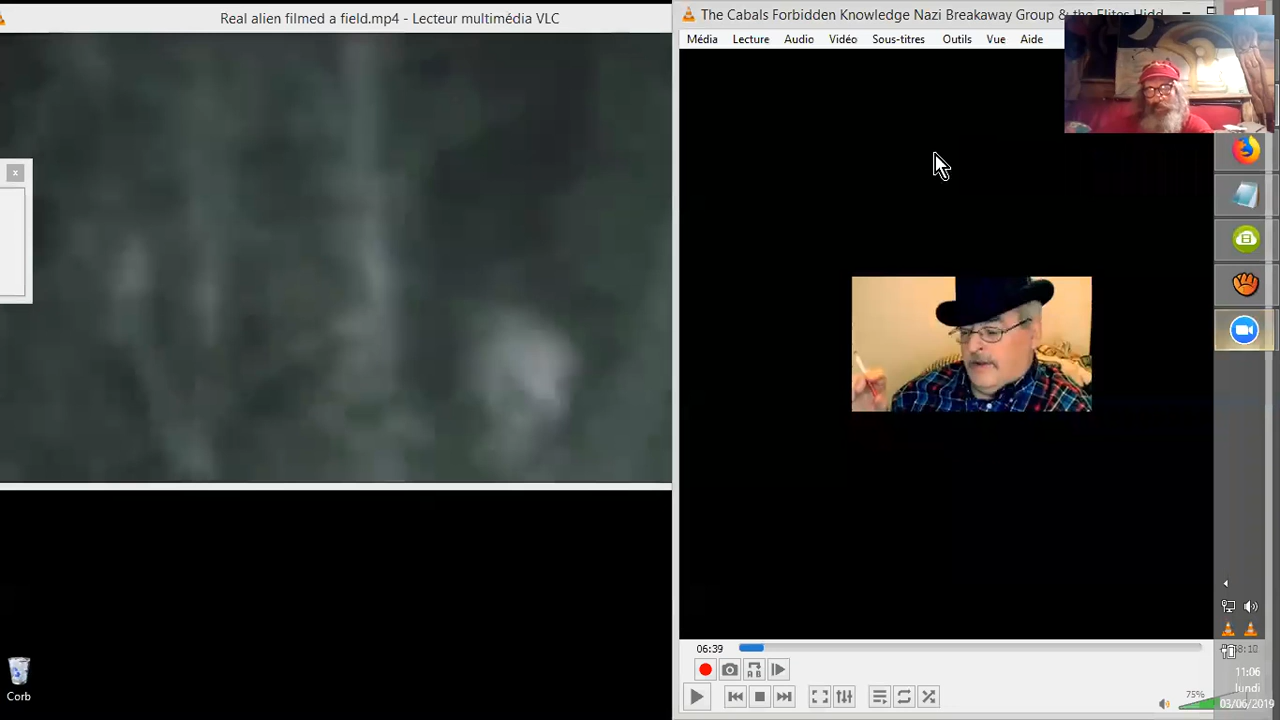 Real alien filmed a field.mp4 - Lecteur multimédia VLC
The Cabals Forbidden Knowledge Nazi Breakaway Group & the Elites Hidd
Média Lecture Audio Vidéo Sous-titres Outils Vue Aide
x
06:39
A B
75%
11:06
lundi
03/06/2019
Corb